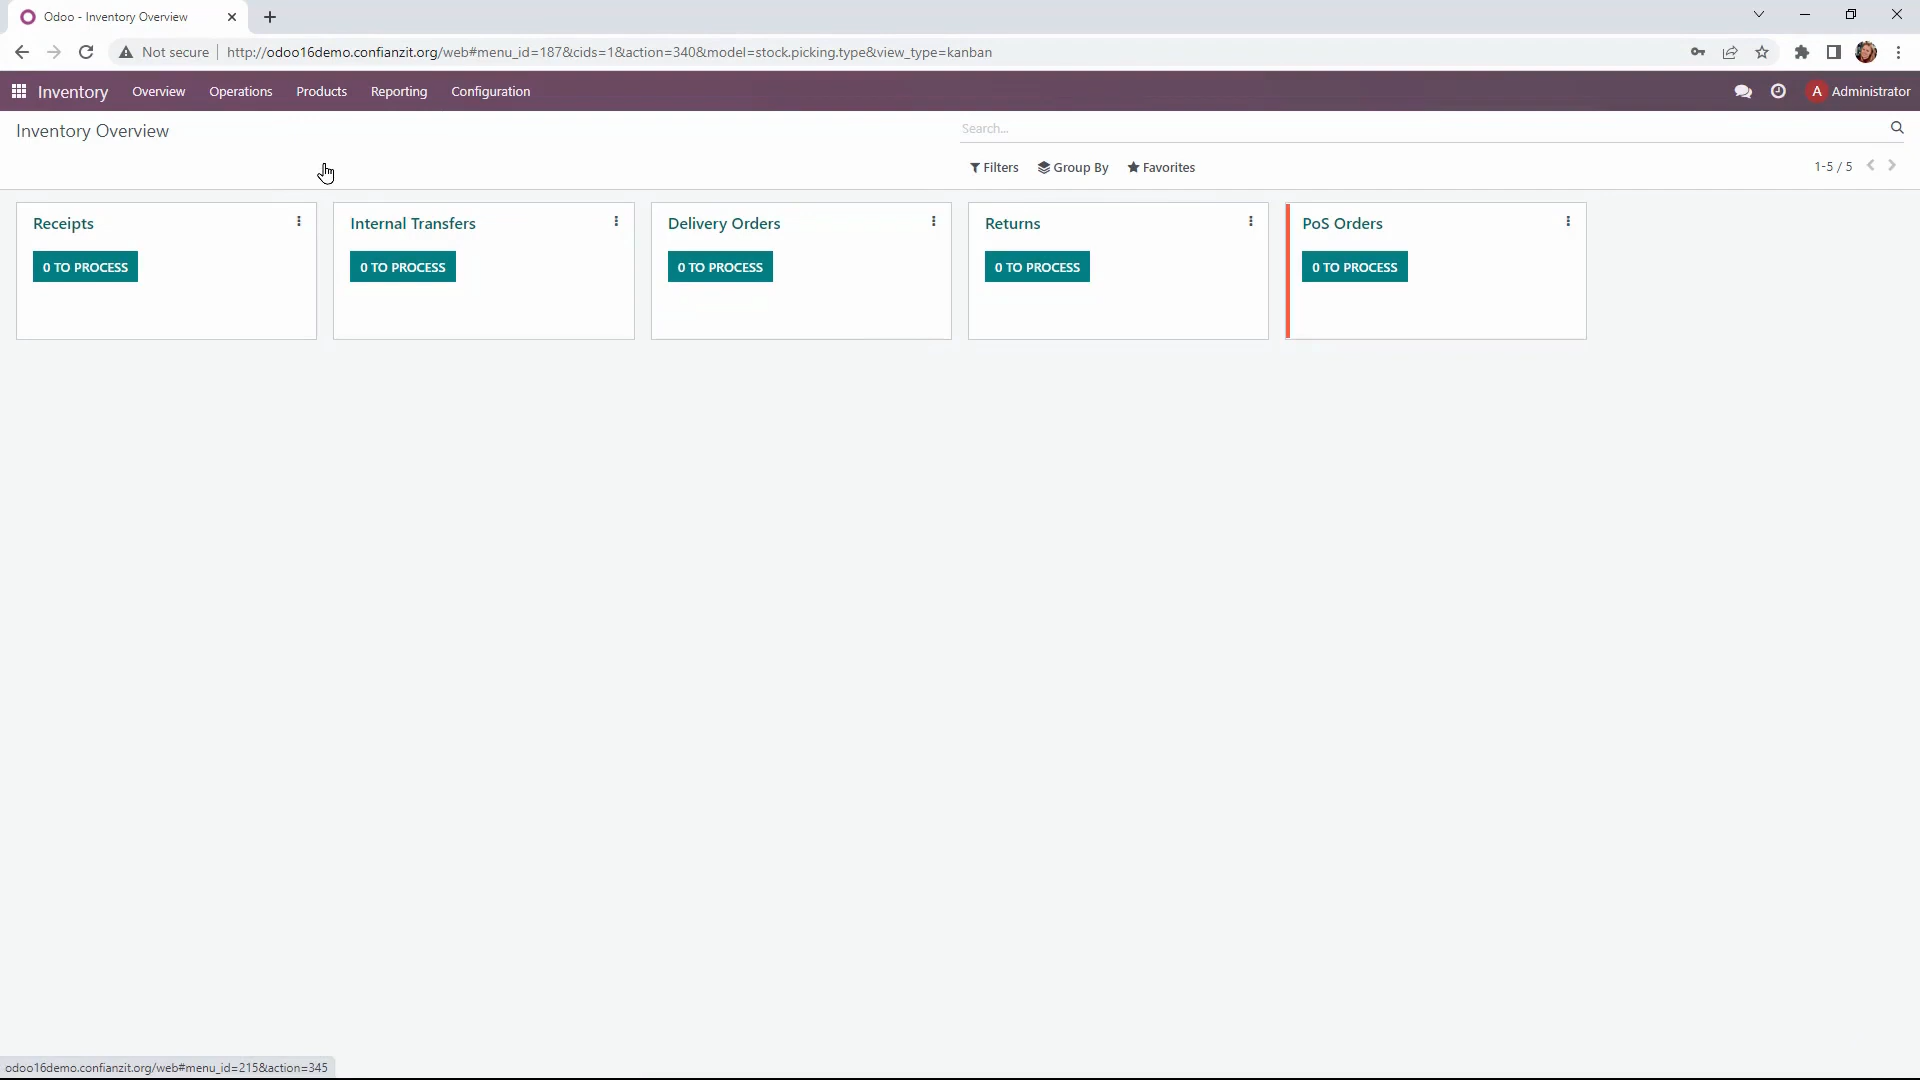 Odoo - Inventory Overview
Not secure http://odoo16demo.confianzit.org/web#menu_id=187&cids=1&action=340&model=stock.picking.type&view_type=kanban
Inventory Overview Operations Products Reporting Configuration A Administrator
Inventory Overview Search...
Filters Group By Favorites 1-5 / 5
Receipts Internal Transfers Delivery Orders Returns PoS Orders
0 TO PROCESS 0 TO PROCESS 0 TO PROCESS 0 TO PROCESS 0 TO PROCESS
odoo16demo.confianzit.org/web#menu_id=215&action=345